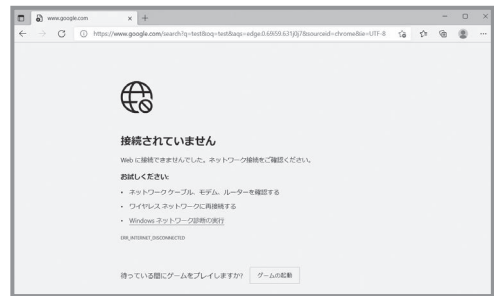 www.google.com
https://www.google.com/search?q=test&oq=test&aqs=edge.0.69i59.631j0j7&sourceid=chrome&ie=UTF-8
接続されていません
Web に接続できませんでした。ネットワーク接続をご確認ください。
お試しください:
• ネットワーク ケーブル、モデム、ルーターを確認する
• ワイヤレス ネットワークに再接続する
• Windows ネットワーク診断の実行
ERR_INTERNET_DISCONNECTED
待っている間にゲームをプレイしますか? ゲームの起動